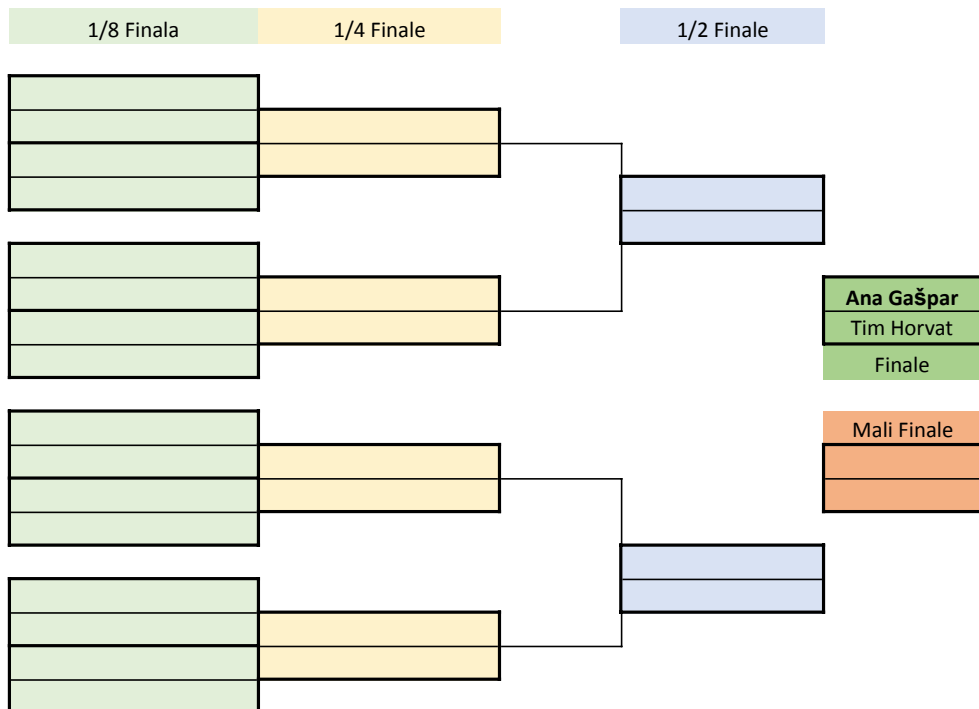 1/8 Finala
1/4 Finale
1/2 Finale
Ana Gašpar
Tim Horvat
Finale
Mali Finale